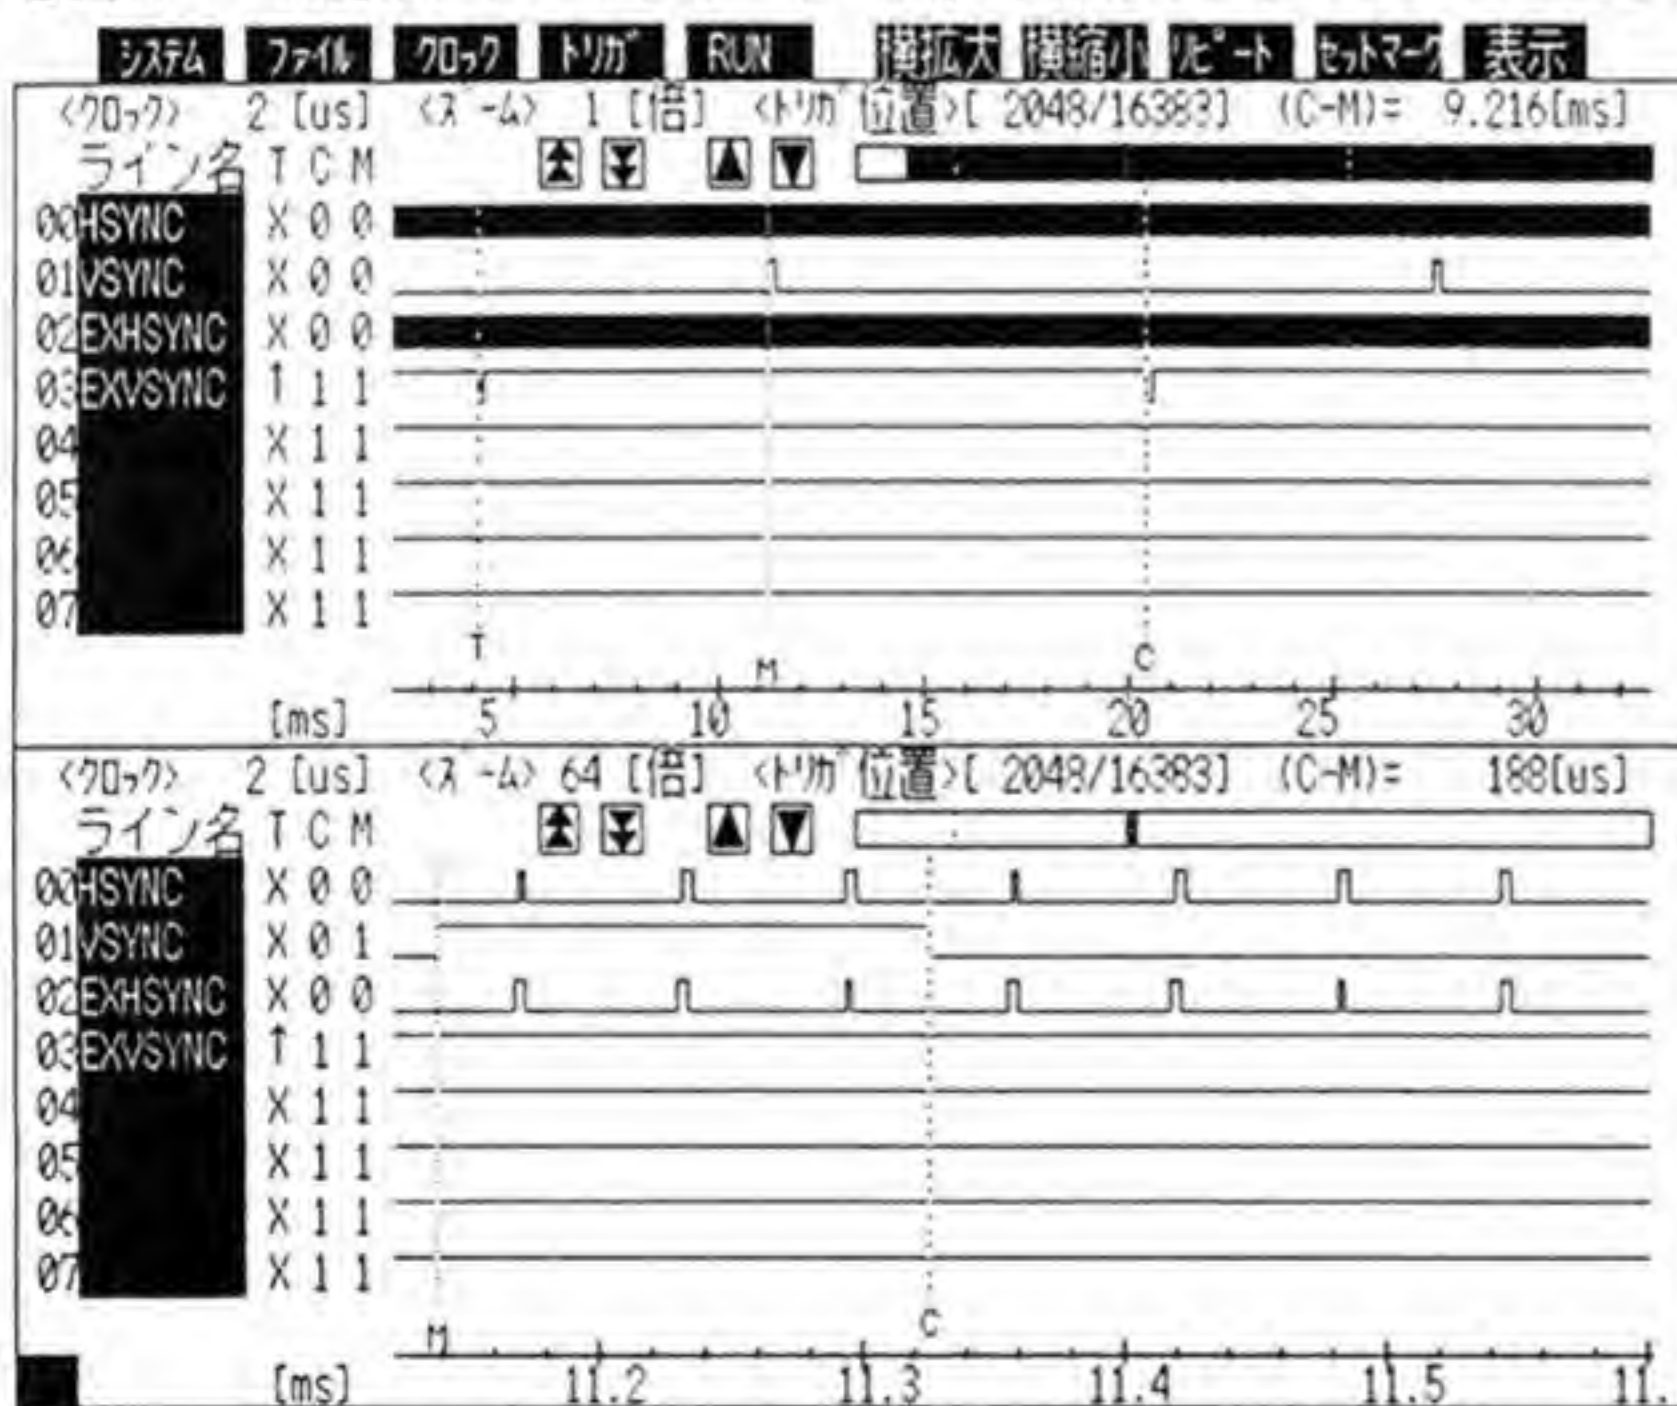 システム ファイル クロック トリガ RUN 横拡大 横縮小 リピート セットマーク 表示
<クロック> 2 [us] <ズーム> 1 [倍] <トリガ位置>[ 2048/16383] (C-M)= 9.216[ms]
ライン名 T C M
00 HSYNC X 0 0
01 VSYNC X 0 0
02 EXHSYNC X 0 0
03 EXVSYNC ↑ 1 1
04 X 1 1
05 X 1 1
06 X 1 1
07 X 1 1
T M C
[ms] 5 10 15 20 25 30
<クロック> 2 [us] <ズーム> 64 [倍] <トリガ位置>[ 2048/16383] (C-M)= 188[us]
ライン名 T C M
00 HSYNC X 0 0
01 VSYNC X 0 1
02 EXHSYNC X 0 0
03 EXVSYNC ↑ 1 1
04 X 1 1
05 X 1 1
06 X 1 1
07 X 1 1
M C
[ms] 11.2 11.3 11.4 11.5 11.